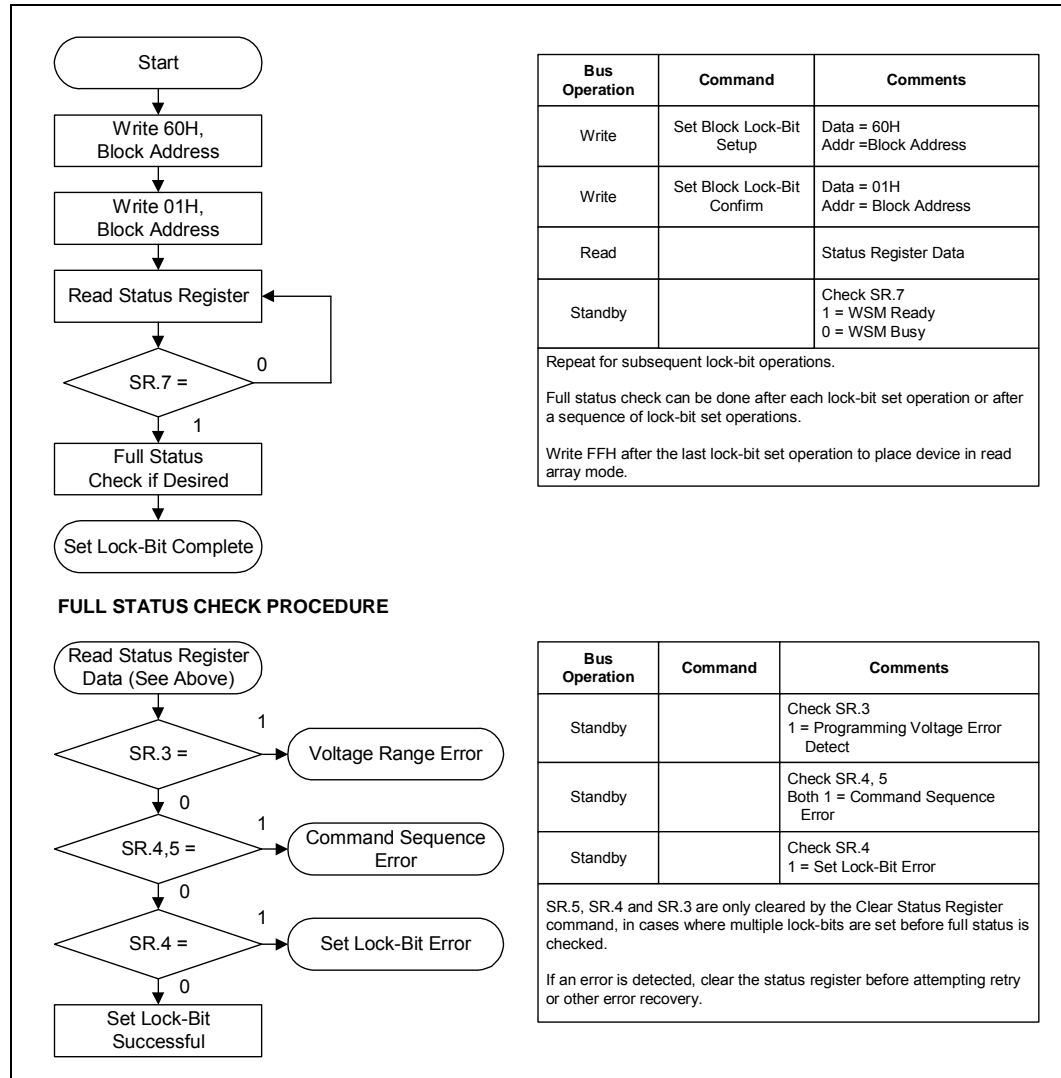 Start
Write 60H,
Block Address
Write 01H,
Block Address
Read Status Register
SR.7 =
0
1
Full Status
Check if Desired
Set Lock-Bit Complete
Bus
Operation
Command
Comments
Write
Set Block Lock-Bit
Setup
Data = 60H
Addr =Block Address
Write
Set Block Lock-Bit
Confirm
Data = 01H
Addr = Block Address
Read
Status Register Data
Standby
Check SR.7
1 = WSM Ready
0 = WSM Busy
Repeat for subsequent lock-bit operations.
Full status check can be done after each lock-bit set operation or after
a sequence of lock-bit set operations.
Write FFH after the last lock-bit set operation to place device in read
array mode.
FULL STATUS CHECK PROCEDURE
Read Status Register
Data (See Above)
SR.3 =
1
Voltage Range Error
0
SR.4,5 =
1
Command Sequence
Error
0
SR.4 =
1
Set Lock-Bit Error
0
Set Lock-Bit
Successful
Bus
Operation
Command
Comments
Standby
Check SR.3
1 = Programming Voltage Error
Detect
Standby
Check SR.4, 5
Both 1 = Command Sequence
Error
Standby
Check SR.4
1 = Set Lock-Bit Error
SR.5, SR.4 and SR.3 are only cleared by the Clear Status Register
command, in cases where multiple lock-bits are set before full status is
checked.
If an error is detected, clear the status register before attempting retry
or other error recovery.